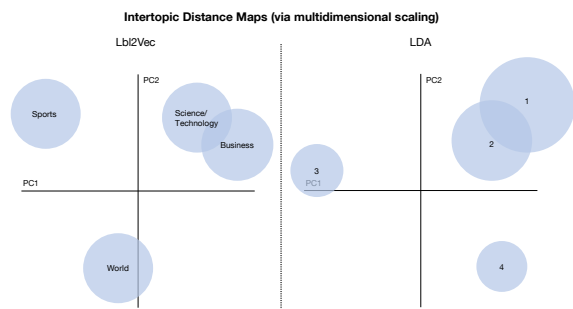 Intertopic Distance Maps (via multidimensional scaling)
Lbl2Vec
LDA
PC2
Sports
Science/
Technology
Business
PC1
World
PC2
1
2
3
PC1
4